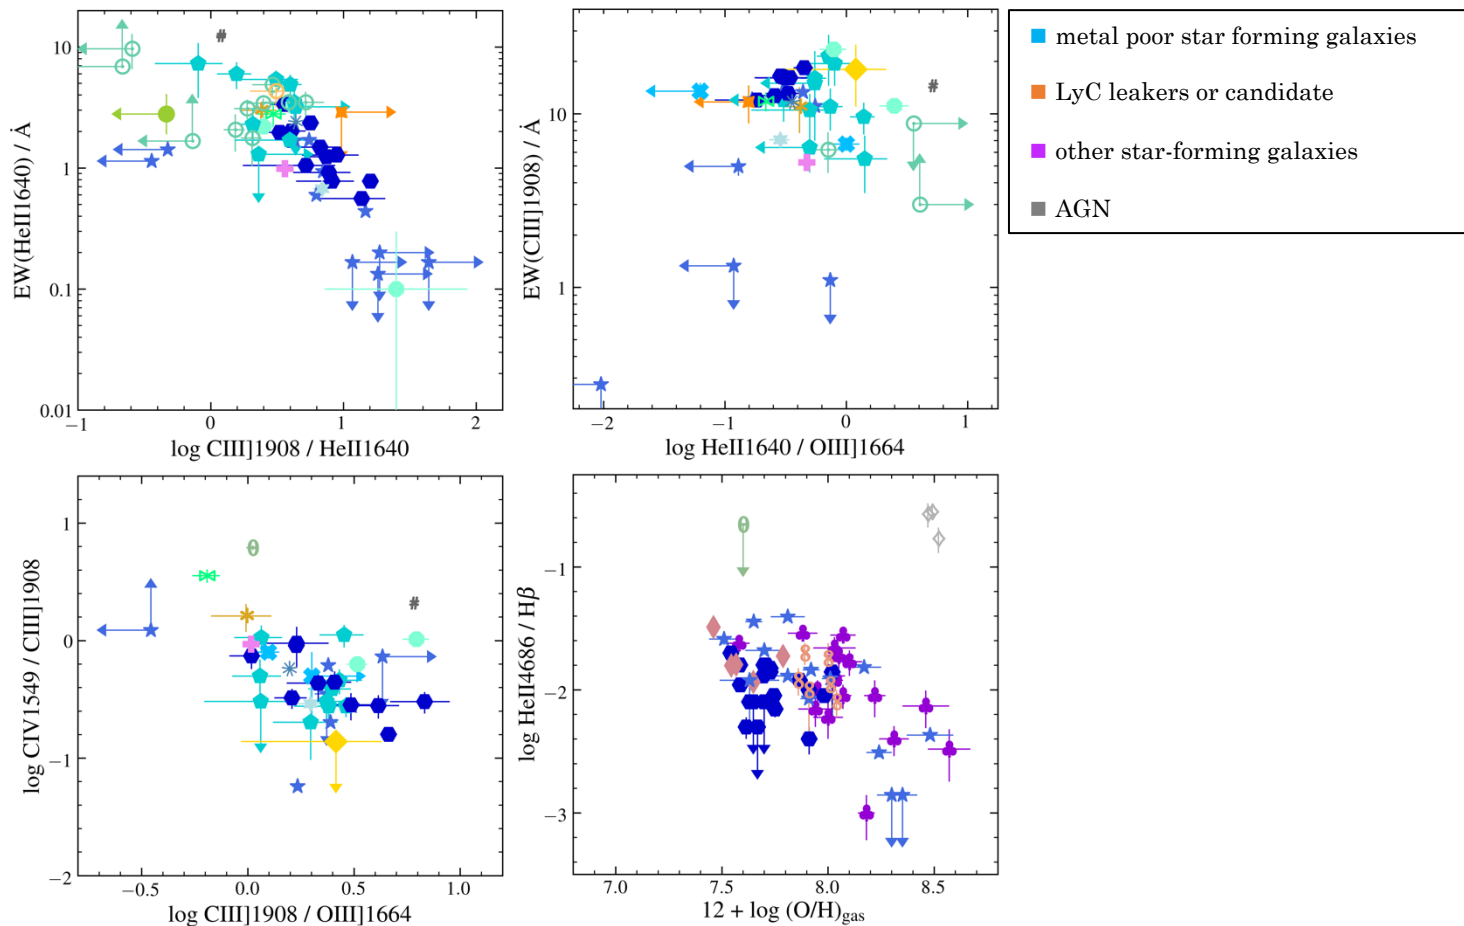 10
1
0.1
0.01
EW(HeII1640) / Å
−1
0
1
2
log CIII]1908 / HeII1640
10
1
EW(CIII]1908) / Å
−2
−1
0
1
log HeII1640 / OIII]1664
metal poor star forming galaxies
LyC leakers or candidate
other star-forming galaxies
AGN
1
0
−1
−2
log CIV1549 / CIII]1908
−0.5
0.0
0.5
1.0
log CIII]1908 / OIII]1664
−1
−2
−3
log HeII4686 / Hβ
7.0
7.5
8.0
8.5
12 + log (O/H)gas